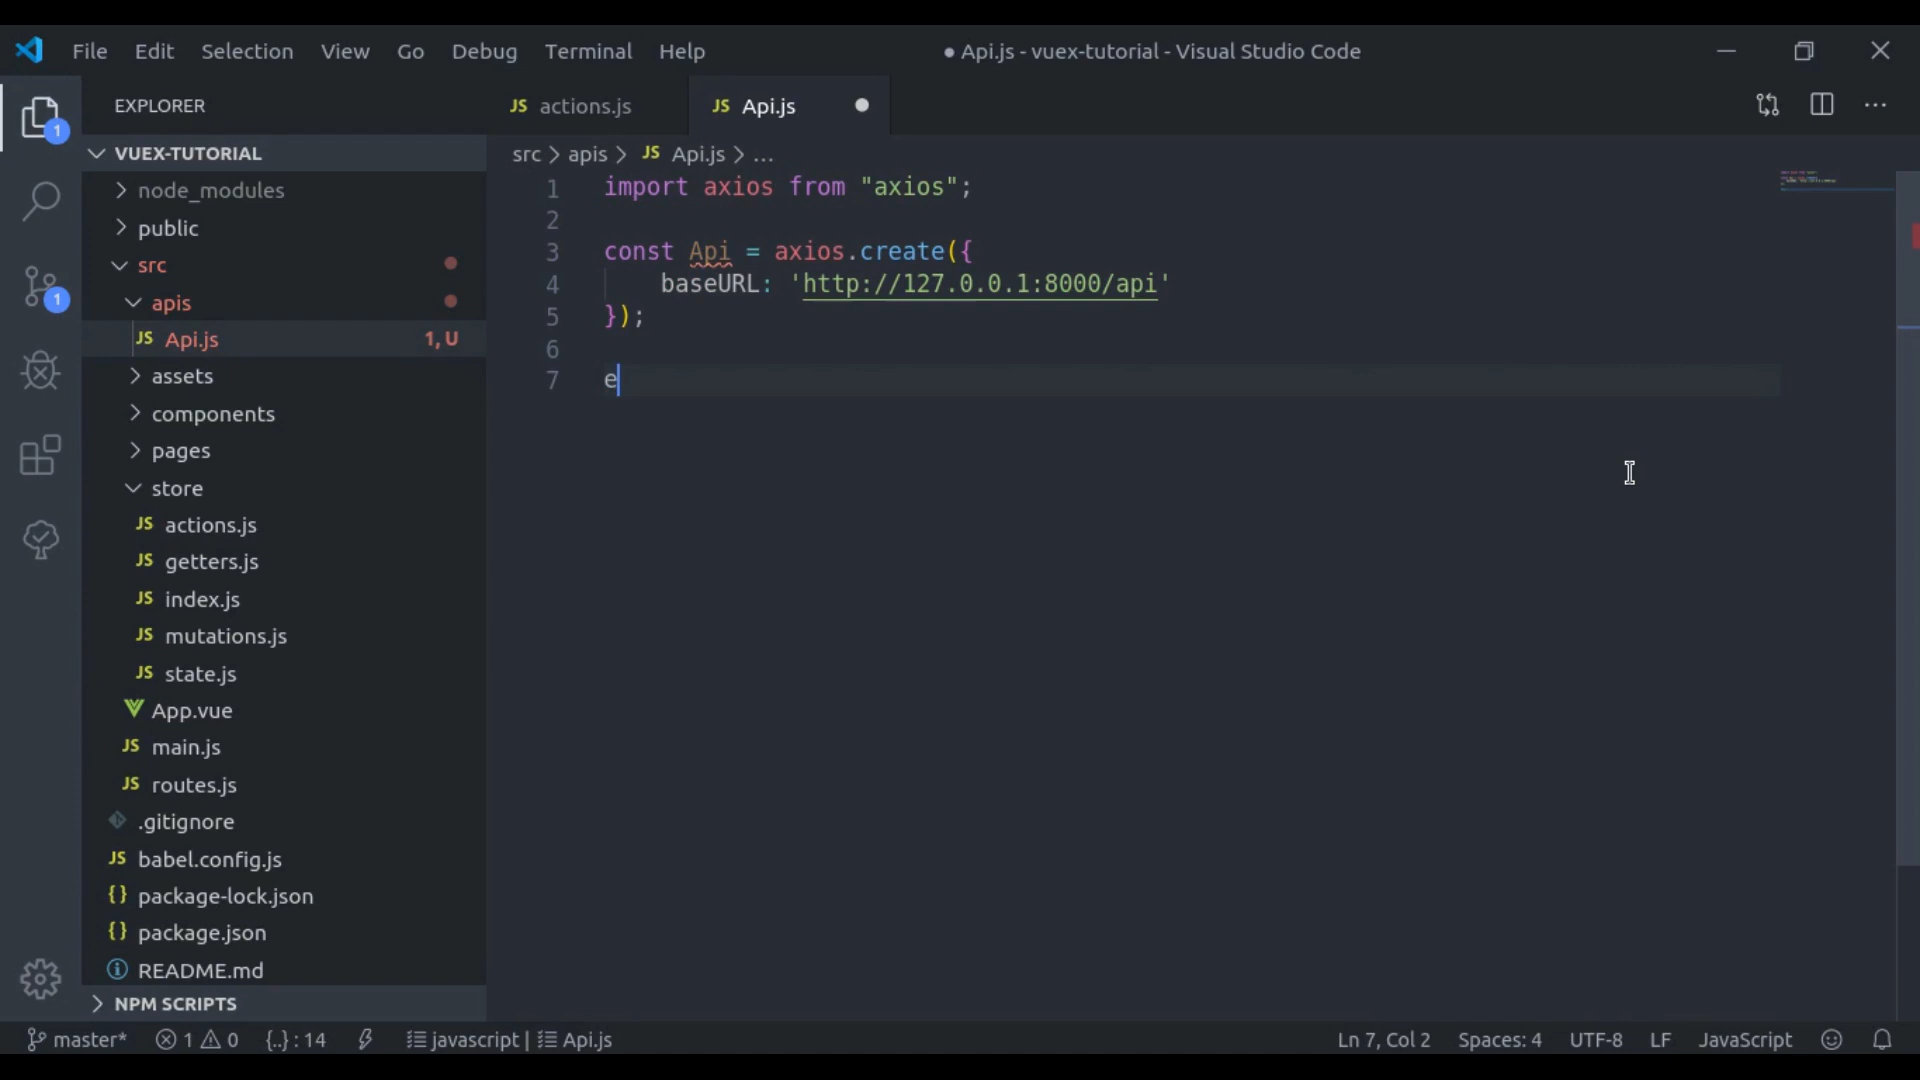 File Edit Selection View Go Debug Terminal Help ● Api.js - vuex-tutorial - Visual Studio Code
EXPLORER
JS actions.js JS Api.js
1
VUEX-TUTORIAL
src > apis > JS Api.js > ...
node_modules
public
src
apis
JS Api.js 1, U
1
assets
components
pages
store
JS actions.js
JS getters.js
JS index.js
JS mutations.js
JS state.js
App.vue
JS main.js
JS routes.js
.gitignore
JS babel.config.js
{} package-lock.json
{} package.json
README.md
NPM SCRIPTS
1 import axios from "axios";
2
3 const Api = axios.create({
4 baseURL: 'http://127.0.0.1:8000/api'
5 });
6
7 e
master* 1 0 {..} : 14 javascript | Api.js Ln 7, Col 2 Spaces: 4 UTF-8 LF JavaScript